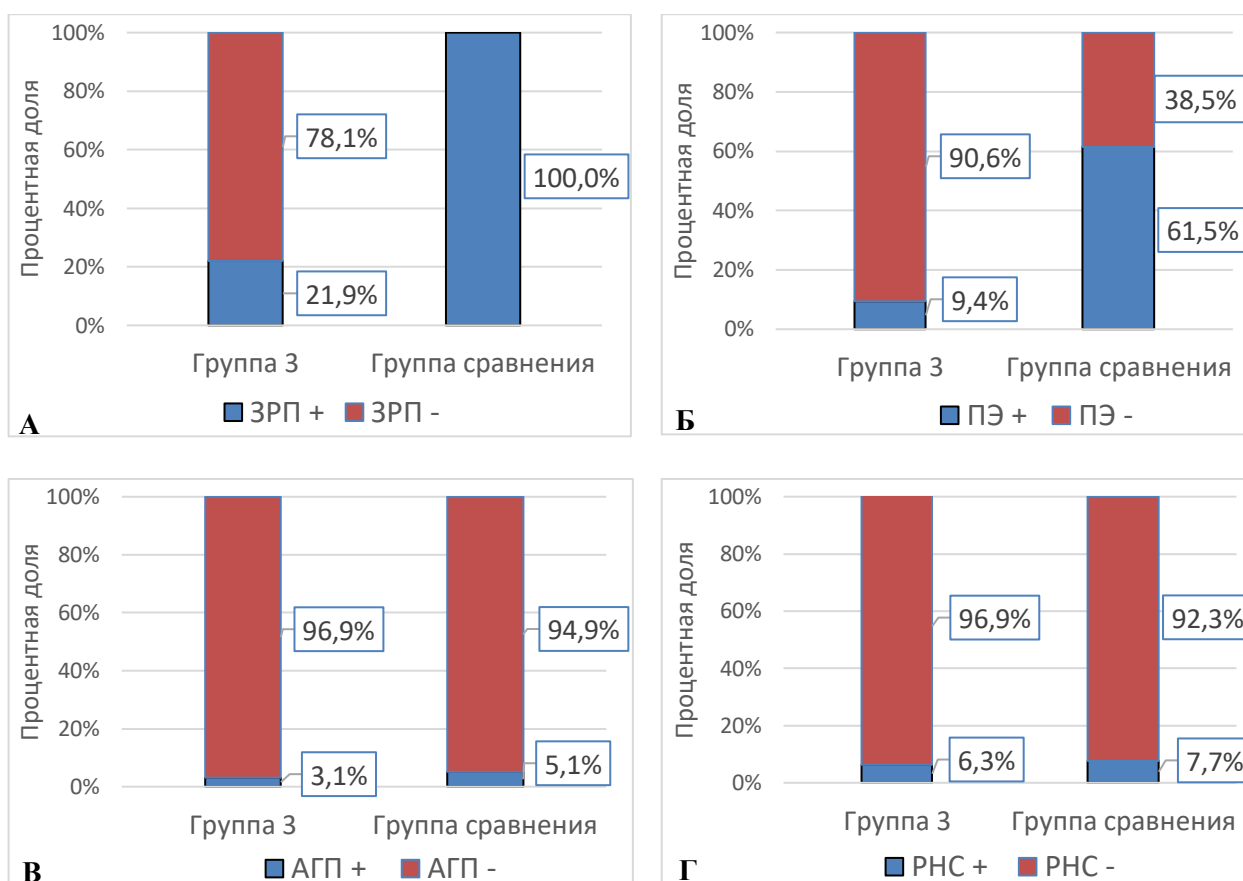 100%
80%
60%
40%
20%
0%
Процентная доля
78,1%
21,9%
100,0%
Группа 3 Группа сравнения
ЗРП + ЗРП -
А
100%
80%
60%
40%
20%
0%
Процентная доля
90,6%
9,4%
38,5%
61,5%
Группа 3 Группа сравнения
ПЭ + ПЭ -
Б
100%
80%
60%
40%
20%
0%
Процентная доля
96,9%
3,1%
94,9%
5,1%
Группа 3 Группа сравнения
АГП + АГП -
В
100%
80%
60%
40%
20%
0%
Процентная доля
96,9%
6,3%
92,3%
7,7%
Группа 3 Группа сравнения
РНС + РНС -
Г